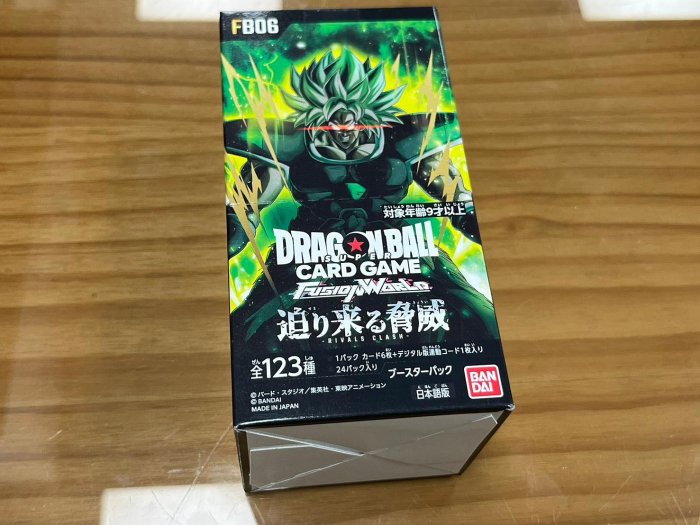 FB06
対象年齢9才以上
DRAGON BALL
SUPER
CARD GAME
FUSION WORLD
迫り来る脅威
-RIVALS CLASH-
全123種
1パック カード6枚+デジタル版連動コード1枚入り
24パック入り
ブースターパック
©バード・スタジオ/集英社・東映アニメーション
©BANDAI
MADE IN JAPAN
日本語版
BAN
DAI